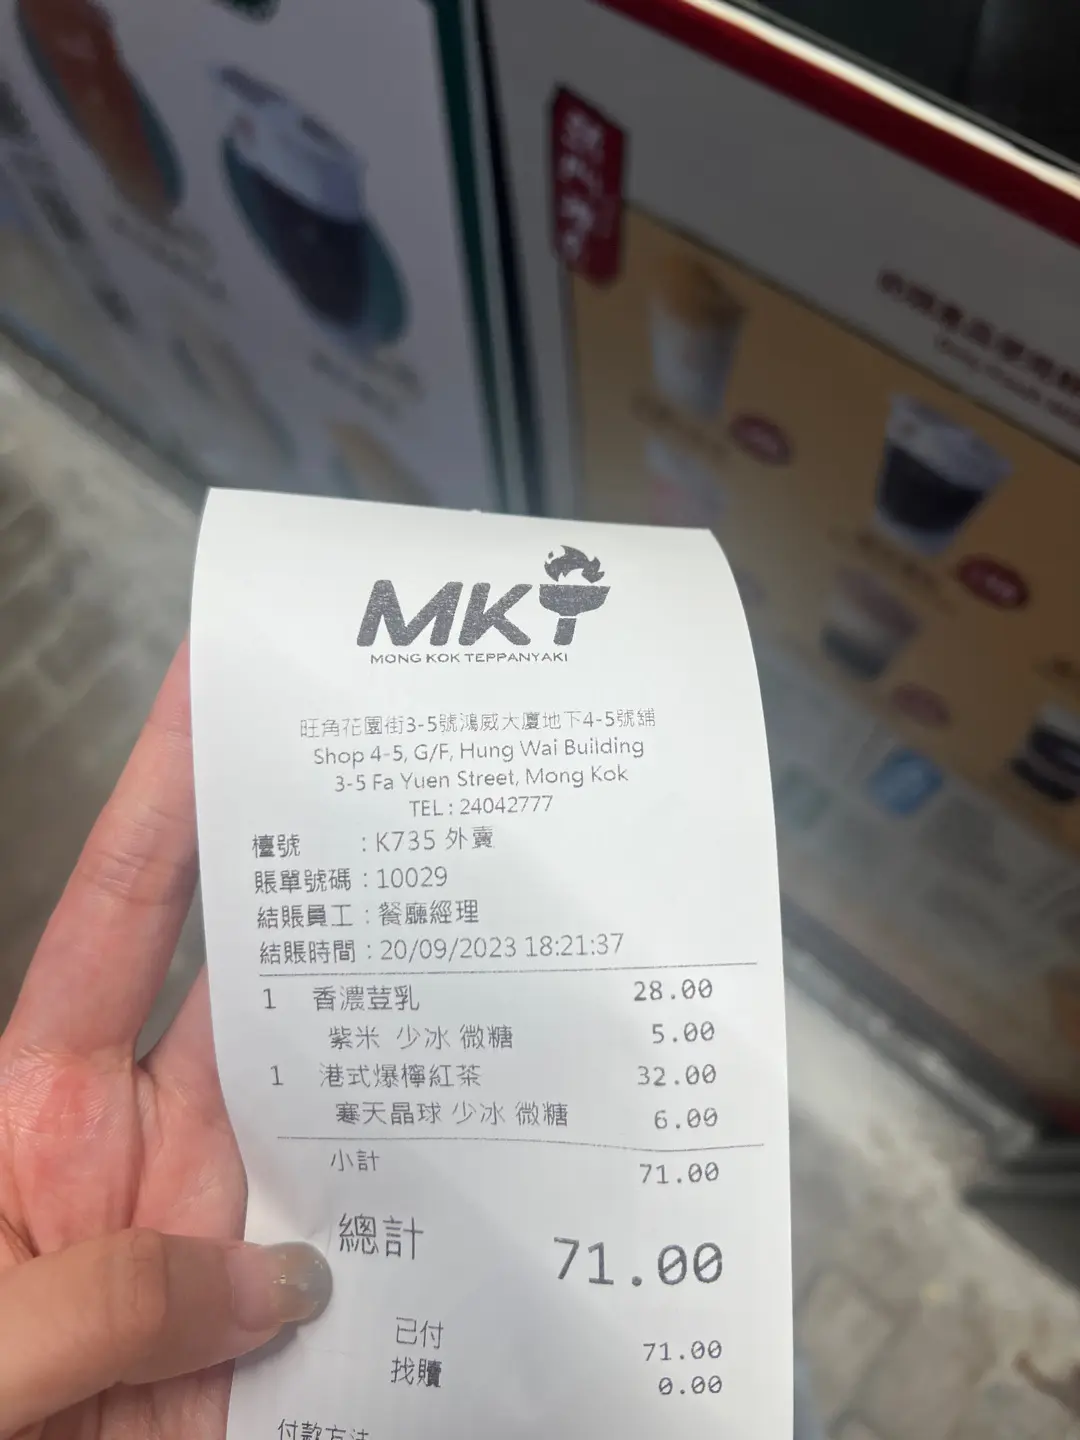 MKT
MONG KOK TEPPANYAKI
旺角花園街3-5號鴻威大廈地下4-5號舖
Shop 4-5, G/F, Hung Wai Building
3-5 Fa Yuen Street, Mong Kok
TEL : 24042777
檯號 : K735 外賣
賬單號碼 : 10029
結賬員工 : 餐廳經理
結賬時間 : 20/09/2023 18:21:37
1 香濃荳乳 28.00
紫米 少冰 微糖 5.00
1 港式爆檸紅茶 32.00
寒天晶球 少冰 微糖 6.00
小計 71.00
總計 71.00
已付 71.00
找贖 0.00
付款方法